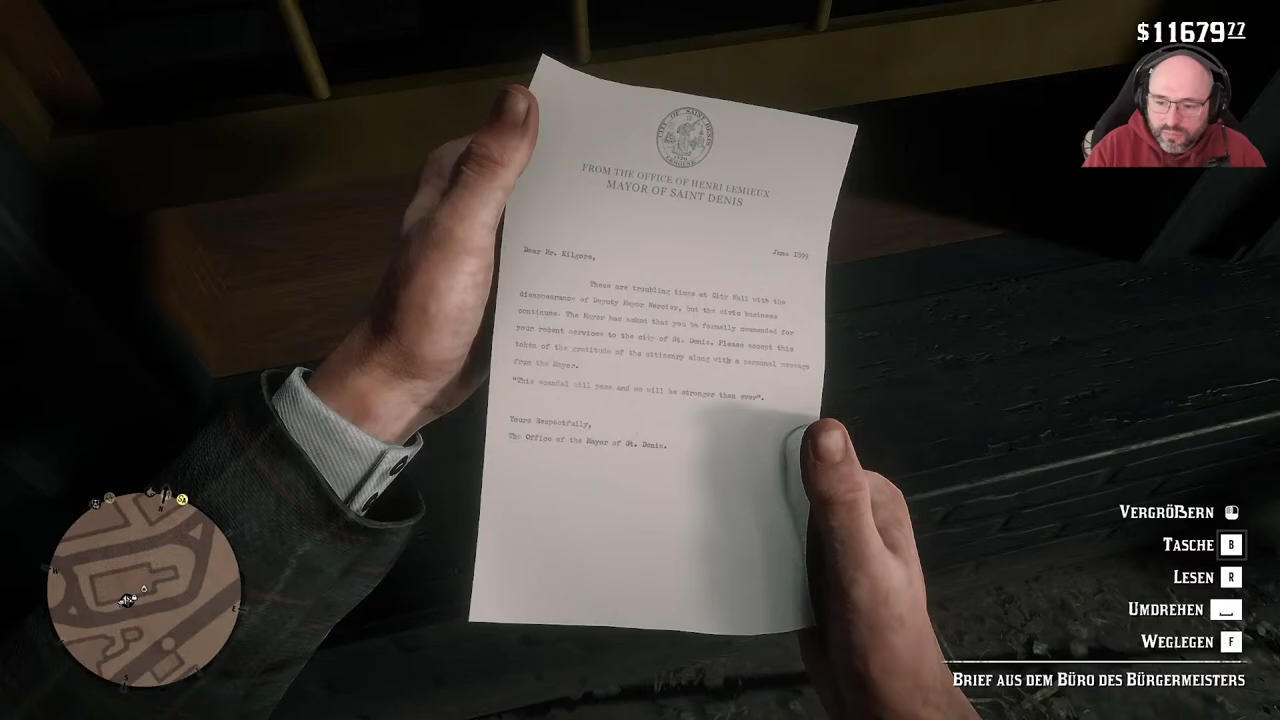 $11679.77
CITY OF SAINT DENIS
FROM THE OFFICE OF HENRI LEMIEUX
MAYOR OF SAINT DENIS
Dear Mr. Kilgore,
June 1899
These are troubling times at City Hall with the
disappearance of Deputy Mayor Mercier, but the civic business
continues. The Mayor has asked that you be formally commended for
your recent services to the city of St. Denis. Please accept this
token of the gratitude of the citizenry along with a personal message
from the Mayor.
"This scandal will pass and we will be stronger than ever".
Yours Respectfully,
The Office of the Mayor of St. Denis.
N
W
E
S
SA
VERGRÖẞERN
TASCHE B
LESEN R
UMDREHEN
WEGLEGEN F
BRIEF AUS DEM BÜRO DES BÜRGERMEISTERS